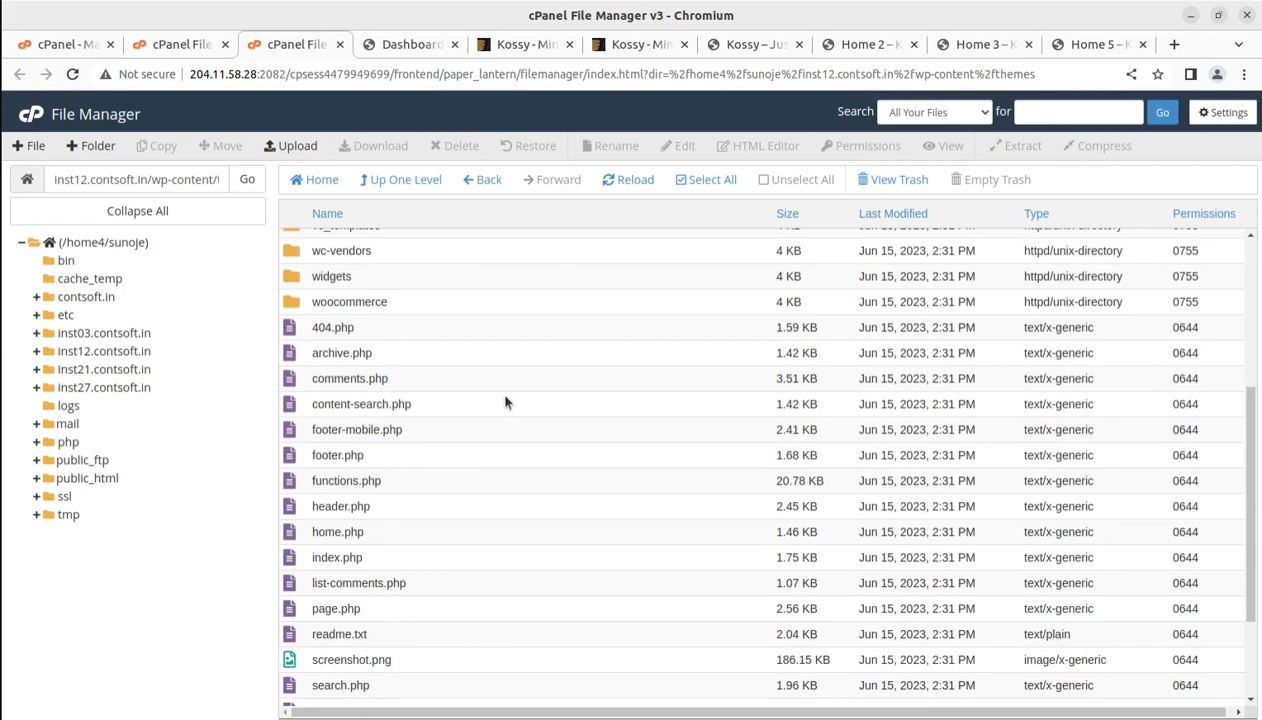 cPanel File Manager v3 - Chromium
cPanel - Ma
cPanel File
cPanel File
Dashboard
Kossy - Min
Kossy - Min
Kossy – Jus
Home 2 – K
Home 3 – K
Home 5 – K
Not secure
204.11.58.28:2082/cpsess4479949699/frontend/paper_lantern/filemanager/index.html?dir=%2fhome4%2fsunoje%2finst12.contsoft.in%2fwp-content%2fthemes
cP File Manager
Search All Your Files for Go Settings
File Folder Copy Move Upload Download Delete Restore Rename Edit HTML Editor Permissions View Extract Compress
inst12.contsoft.in/wp-content/t Go
Home Up One Level Back Forward Reload Select All Unselect All View Trash Empty Trash
Collapse All
(/home4/sunoje)
bin
cache_temp
contsoft.in
etc
inst03.contsoft.in
inst12.contsoft.in
inst21.contsoft.in
inst27.contsoft.in
logs
mail
php
public_ftp
public_html
ssl
tmp
Name Size Last Modified Type Permissions
wc-vendors 4 KB Jun 15, 2023, 2:31 PM httpd/unix-directory 0755
widgets 4 KB Jun 15, 2023, 2:31 PM httpd/unix-directory 0755
woocommerce 4 KB Jun 15, 2023, 2:31 PM httpd/unix-directory 0755
404.php 1.59 KB Jun 15, 2023, 2:31 PM text/x-generic 0644
archive.php 1.42 KB Jun 15, 2023, 2:31 PM text/x-generic 0644
comments.php 3.51 KB Jun 15, 2023, 2:31 PM text/x-generic 0644
content-search.php 1.42 KB Jun 15, 2023, 2:31 PM text/x-generic 0644
footer-mobile.php 2.41 KB Jun 15, 2023, 2:31 PM text/x-generic 0644
footer.php 1.68 KB Jun 15, 2023, 2:31 PM text/x-generic 0644
functions.php 20.78 KB Jun 15, 2023, 2:31 PM text/x-generic 0644
header.php 2.45 KB Jun 15, 2023, 2:31 PM text/x-generic 0644
home.php 1.46 KB Jun 15, 2023, 2:31 PM text/x-generic 0644
index.php 1.75 KB Jun 15, 2023, 2:31 PM text/x-generic 0644
list-comments.php 1.07 KB Jun 15, 2023, 2:31 PM text/x-generic 0644
page.php 2.56 KB Jun 15, 2023, 2:31 PM text/x-generic 0644
readme.txt 2.04 KB Jun 15, 2023, 2:31 PM text/plain 0644
screenshot.png 186.15 KB Jun 15, 2023, 2:31 PM image/x-generic 0644
search.php 1.96 KB Jun 15, 2023, 2:31 PM text/x-generic 0644